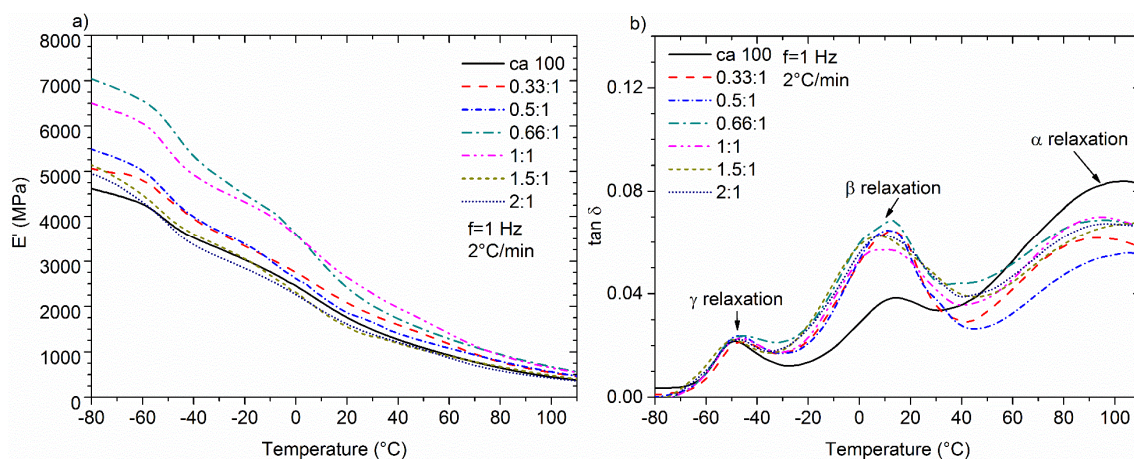 a)
8000
7000
6000
5000
4000
3000
2000
1000
0
E' (MPa)
ca 100
0.33:1
0.5:1
0.66:1
1:1
1.5:1
2:1
f=1 Hz
2°C/min
-80 -60 -40 -20 0 20 40 60 80 100
Temperature (°C)
b)
0.12
0.08
0.04
0.00
tan δ
ca 100 f=1 Hz
0.33:1 2°C/min
0.5:1
0.66:1
1:1
1.5:1
2:1
α relaxation
β relaxation
γ relaxation
-80 -60 -40 -20 0 20 40 60 80 100
Temperature (°C)